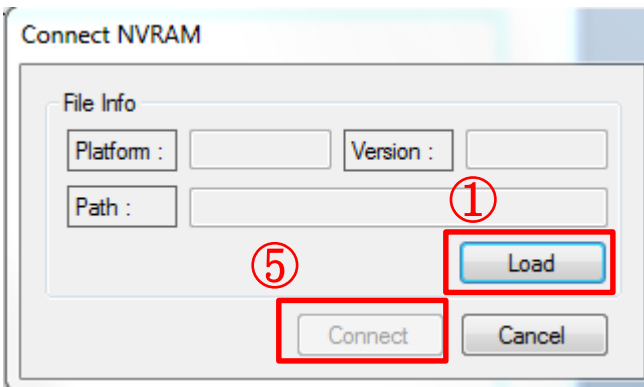 Connect NVRAM
File Info
Platform : Version :
Path :
①
Load
⑤
Connect Cancel